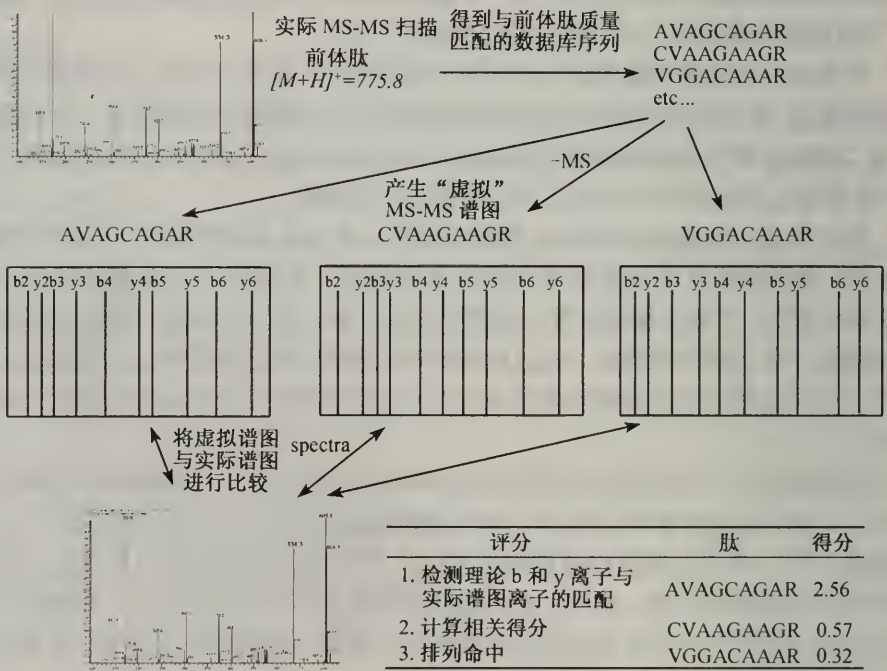 实际 MS-MS 扫描
前体肽
[M+H]⁺=775.8
得到与前体肽质量
匹配的数据库序列
AVAGCAGAR
CVAAGAAGR
VGGACAAAR
etc...
-MS
产生“虚拟”
MS-MS 谱图
AVAGCAGAR
CVAAGAAGR
VGGACAAAR
b2 y2 b3 y3 b4 y4 b5 y5 b6 y6
b2 y2 b3 y3 b4 y4 b5 y5 b6 y6
b2 y2 b3 y3 b4 y4 b5 y5 b6 y6
将虚拟谱图
与实际谱图
进行比较
spectra
评分 肽 得分
1. 检测理论 b 和 y 离子与
实际谱图离子的匹配 AVAGCAGAR 2.56
2. 计算相关得分 CVAAGAAGR 0.57
3. 排列命中 VGGACAAAR 0.32